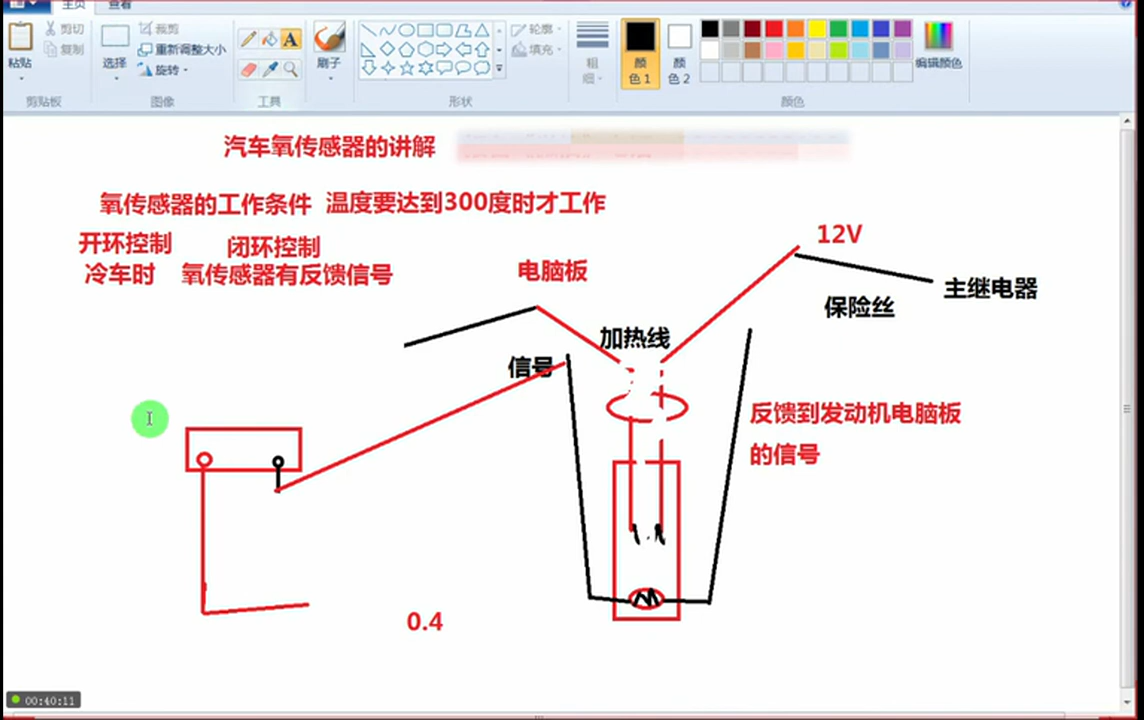 主页 查看
剪切
复制
粘贴
裁剪
重新调整大小
旋转
选择
A
刷子
轮廓
填充
粗细
颜色1
颜色2
编辑颜色
剪贴板 图像 工具 形状 颜色
汽车氧传感器的讲解
氧传感器的工作条件 温度要达到300度时才工作
开环控制 闭环控制
冷车时 氧传感器有反馈信号
电脑板
12V
主继电器
保险丝
加热线
信号
反馈到发动机电脑板
的信号
0.4
00:40:11